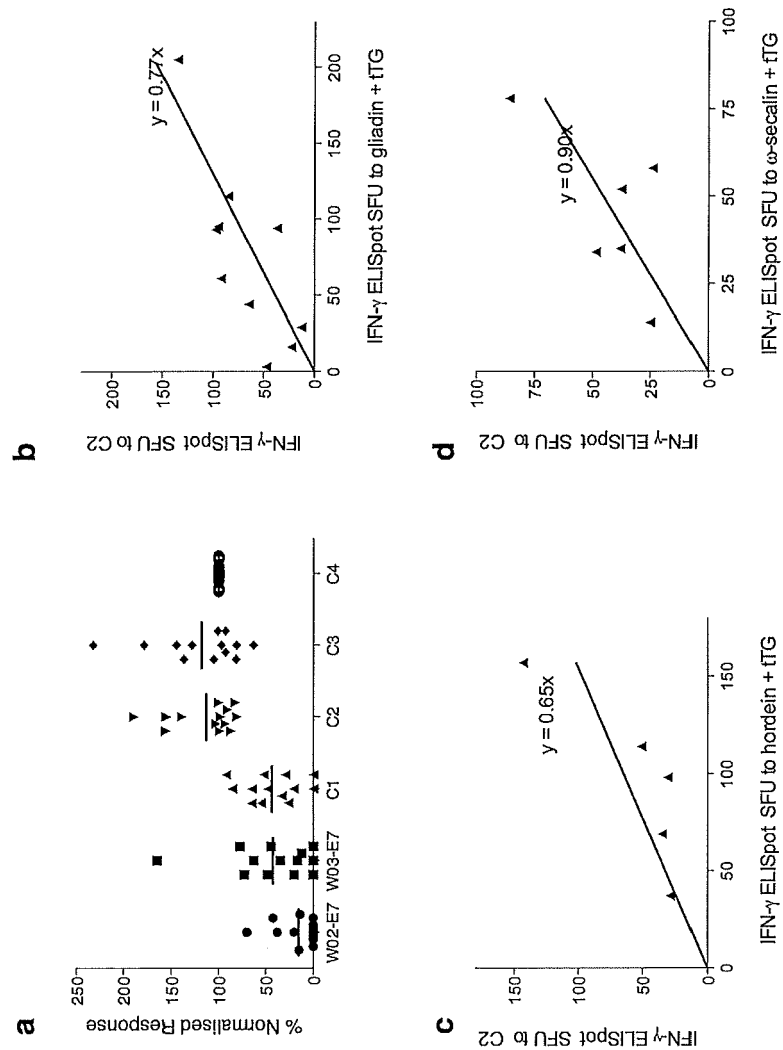 a
% Normalised Response
250
200
150
100
50
0
W02-E7 W03-E7 C1 C2 C3 C4
b
IFN-γ ELISpot SFU to C2
200
150
100
50
0
y = 0.77x
0 50 100 150 200
IFN-γ ELISpot SFU to gliadin + tTG
c
IFN-γ ELISpot SFU to C2
150
100
50
0
y = 0.65x
0 50 100 150
IFN-γ ELISpot SFU to hordein + tTG
d
IFN-γ ELISpot SFU to C2
100
75
50
25
0
y = 0.90x
0 25 50 75 100
IFN-γ ELISpot SFU to ω-secalin + tTG